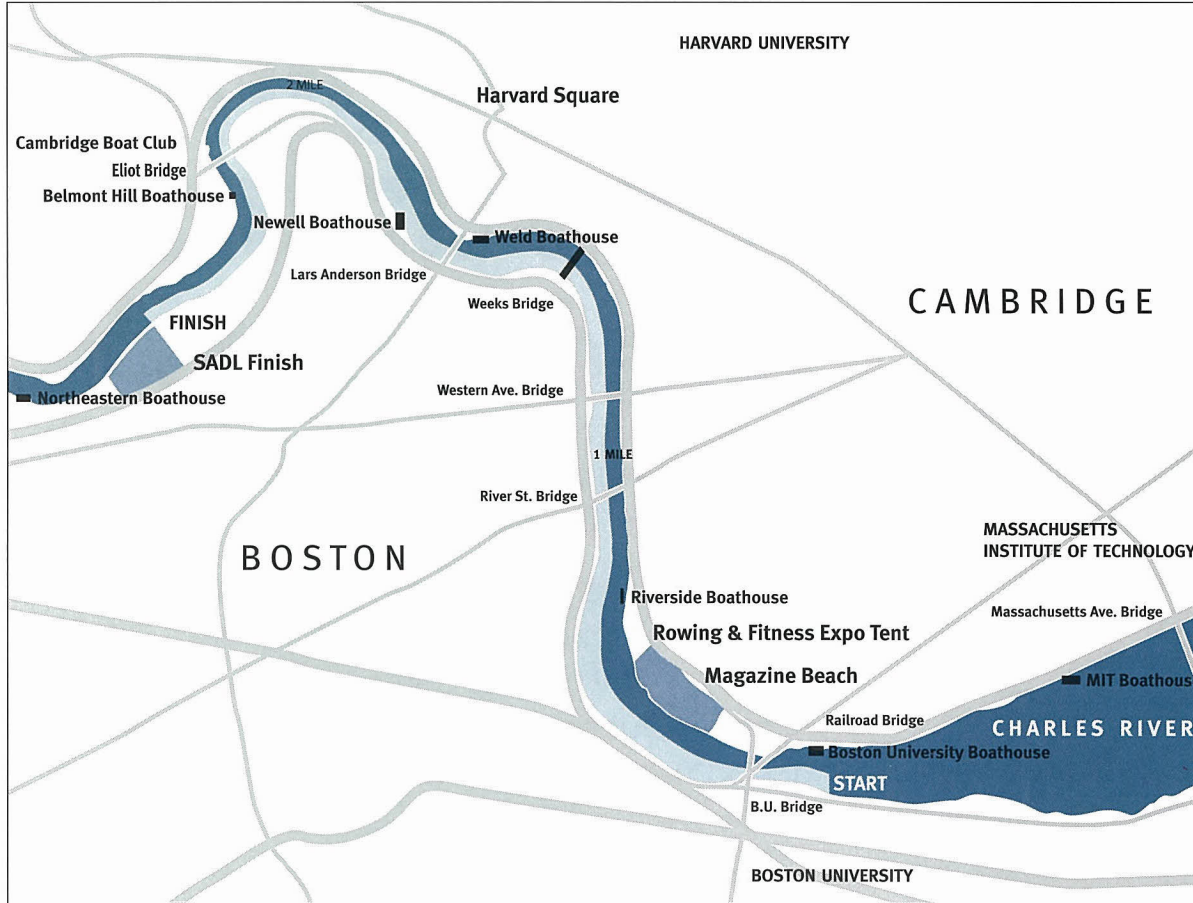 HARVARD UNIVERSITY
2 MILE
Harvard Square
Cambridge Boat Club
Eliot Bridge
Belmont Hill Boathouse
Newell Boathouse
Weld Boathouse
Lars Anderson Bridge
Weeks Bridge
CAMBRIDGE
FINISH
SADL Finish
Northeastern Boathouse
Western Ave. Bridge
1 MILE
River St. Bridge
BOSTON
MASSACHUSETTS
INSTITUTE OF TECHNOLOGY
Riverside Boathouse
Massachusetts Ave. Bridge
Rowing & Fitness Expo Tent
Magazine Beach
MIT Boathous
Railroad Bridge
CHARLES RIVER
Boston University Boathouse
START
B.U. Bridge
BOSTON UNIVERSITY